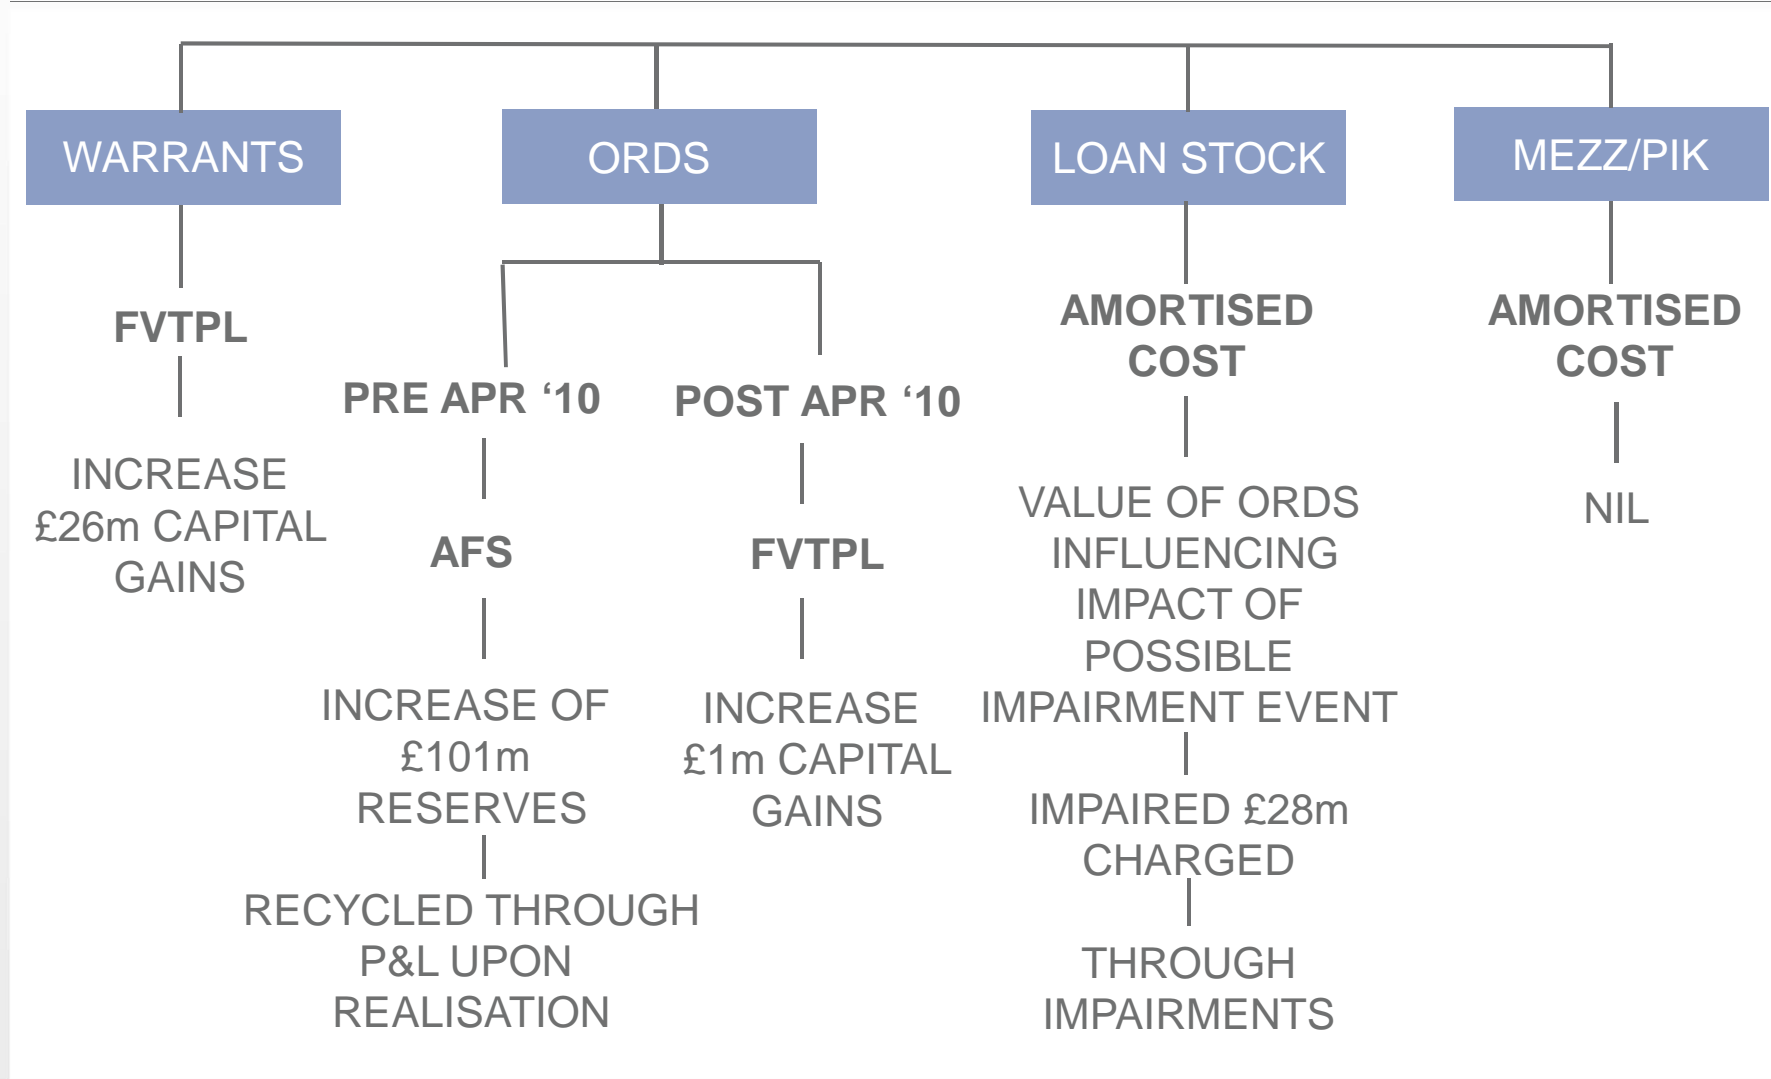 WARRANTS
FVTPL
INCREASE
£26m CAPITAL
GAINS
ORDS
PRE APR ‘10
AFS
INCREASE OF
£101m
RESERVES
RECYCLED THROUGH
P&L UPON
REALISATION
POST APR ‘10
FVTPL
INCREASE
£1m CAPITAL
GAINS
LOAN STOCK
AMORTISED
COST
VALUE OF ORDS
INFLUENCING
IMPACT OF
POSSIBLE
IMPAIRMENT EVENT
IMPAIRED £28m
CHARGED
THROUGH
IMPAIRMENTS
MEZZ/PIK
AMORTISED
COST
NIL